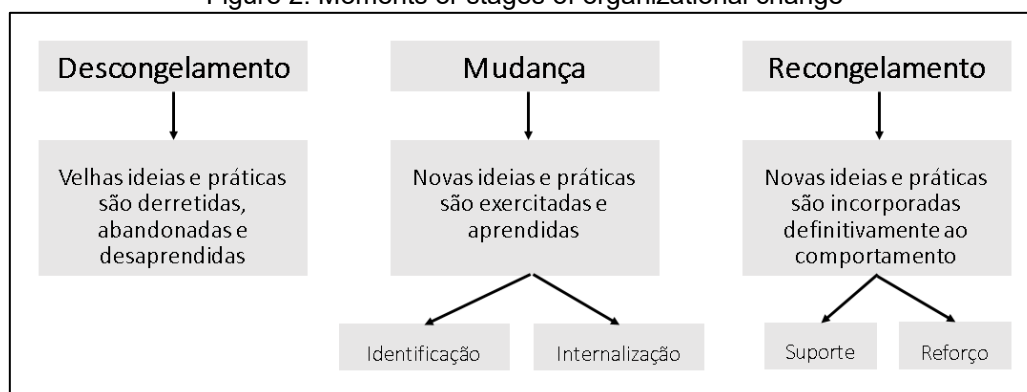 Figure 2. Moments or stages of organizational change
Descongelamento
Velhas ideias e práticas
são derretidas,
abandonadas e
desaprendidas
Mudança
Novas ideias e práticas
são exercitadas e
aprendidas
Identificação
Internalização
Recongelamento
Novas ideias e práticas
são incorporadas
definitivamente ao
comportamento
Suporte
Reforço